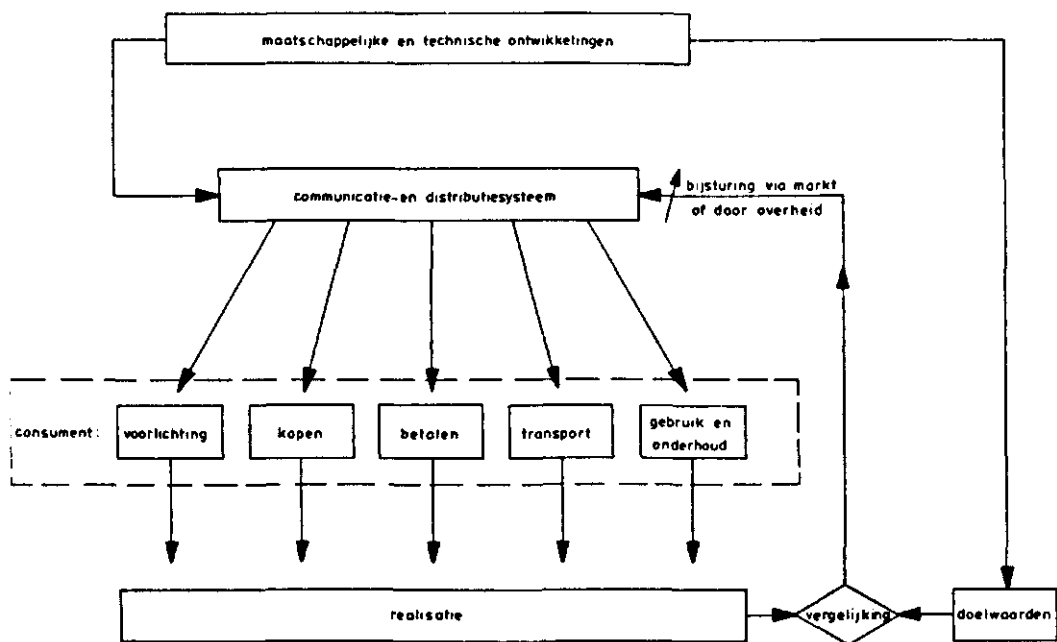 maatschappelijke en technische ontwikkelingen
communicatie-en distributiesysteem
bijsturing via markt
of door overheid
consument:
voorlichting
kopen
betalen
transport
gebruik en
onderhoud
realisatie
vergelijking
doelwaarden